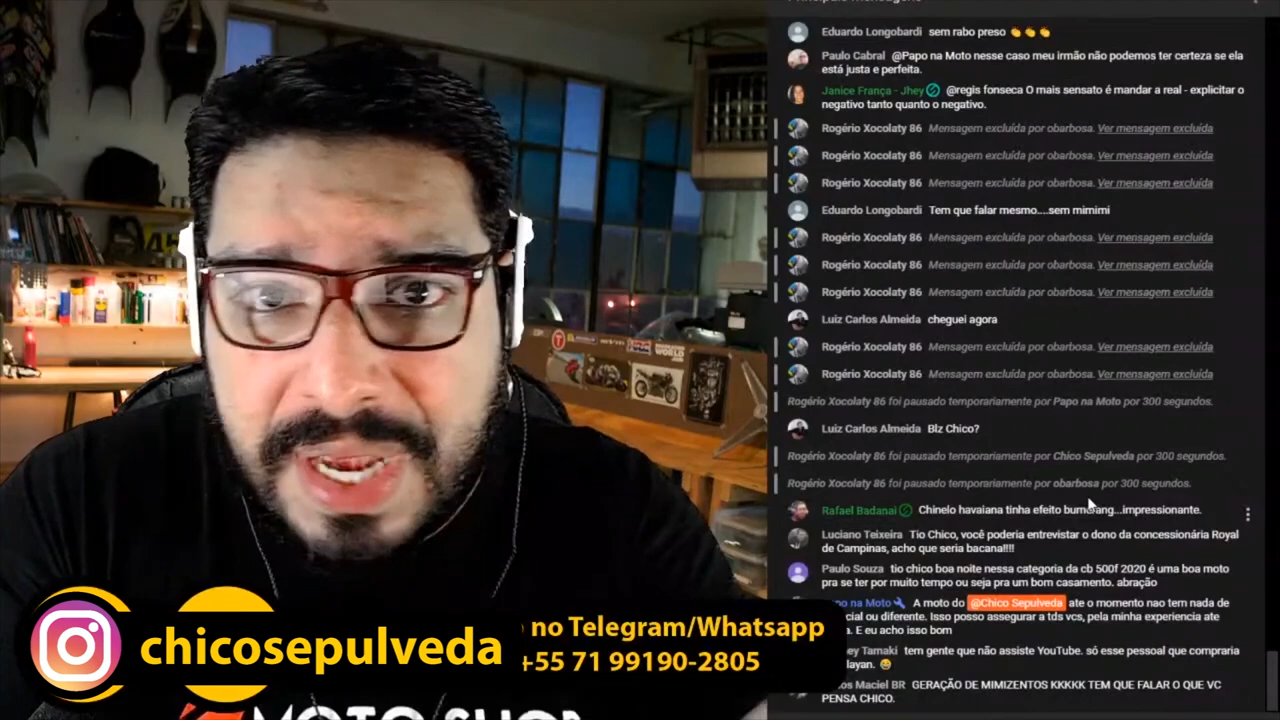 Eduardo Longobardi sem rabo preso 👏👏👏
Paulo Cabral @Papo na Moto nesse caso meu irmão não podemos ter certeza se ela
está justa e perfeita.
Janice França - Jhey @regis fonseca O mais sensato é mandar a real - explicitar o
negativo tanto quanto o negativo.
Rogério Xocolaty 86 Mensagem excluída por obarbosa. Ver mensagem excluída
Rogério Xocolaty 86 Mensagem excluída por obarbosa. Ver mensagem excluída
Rogério Xocolaty 86 Mensagem excluída por obarbosa. Ver mensagem excluída
Eduardo Longobardi Tem que falar mesmo....sem mimimi
Rogério Xocolaty 86 Mensagem excluída por obarbosa. Ver mensagem excluída
Rogério Xocolaty 86 Mensagem excluída por obarbosa. Ver mensagem excluída
Rogério Xocolaty 86 Mensagem excluída por obarbosa. Ver mensagem excluída
Luiz Carlos Almeida cheguei agora
Rogério Xocolaty 86 Mensagem excluída por obarbosa. Ver mensagem excluída
Rogério Xocolaty 86 Mensagem excluída por obarbosa. Ver mensagem excluída
Rogério Xocolaty 86 foi pausado temporariamente por Papo na Moto por 300 segundos.
Luiz Carlos Almeida Blz Chico?
Rogério Xocolaty 86 foi pausado temporariamente por Chico Sepulveda por 300 segundos.
Rogério Xocolaty 86 foi pausado temporariamente por obarbosa por 300 segundos.
Rafael Badanai Chinelo havaiana tinha efeito bumerang...impressionante.
Luciano Teixeira Tio Chico, você poderia entrevistar o dono da concessionária Royal
de Campinas, acho que seria bacana!!!!
Paulo Souza tio chico boa noite nessa categoria da cb 500f 2020 é uma boa moto
pra se ter por muito tempo ou seja pra um bom casamento. abração
po na Moto A moto do @Chico Sepulveda ate o momento nao tem nada de
cial ou diferente. Isso posso assegurar a tds vcs, pela minha experiencia ate
a. E eu acho isso bom
ey Tamaki tem gente que não assiste YouTube. só esse pessoal que compraria
layan. 😅
os Maciel BR GERAÇÃO DE MIMIZENTOS KKKKK TEM QUE FALAR O QUE VC
PENSA CHICO.
chicosepulveda
no Telegram/Whatsapp
+55 71 99190-2805
MOTO SHOP